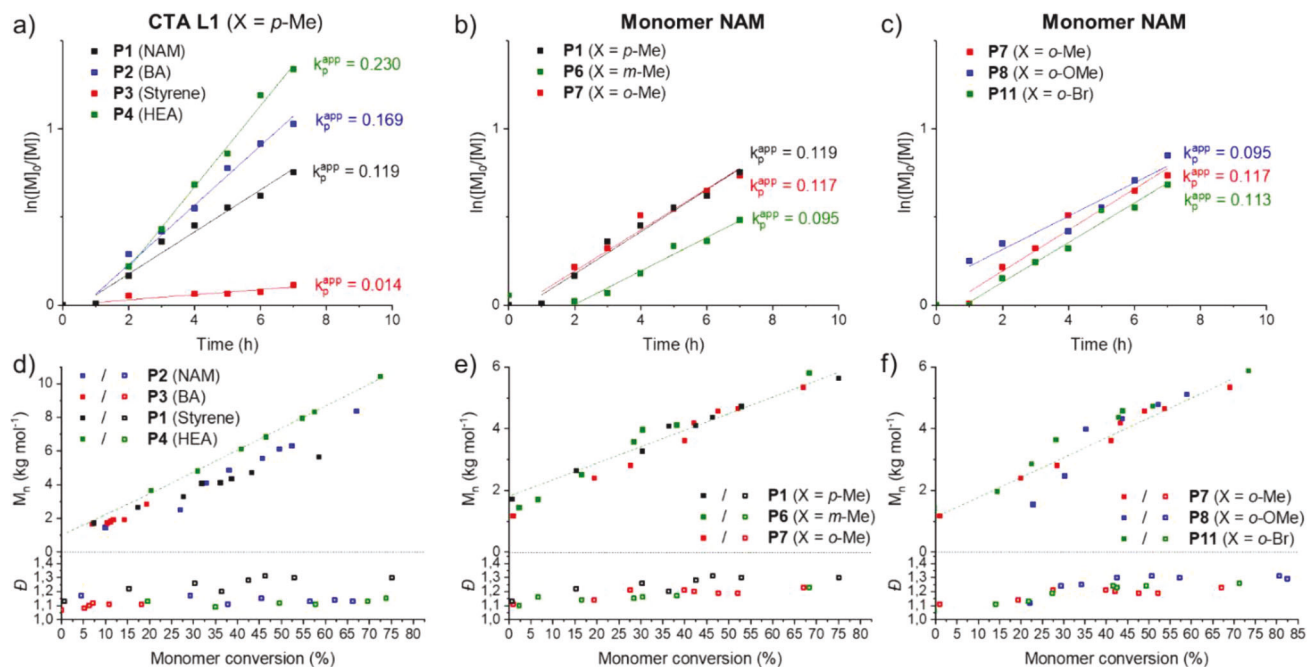 a)
CTA L1 (X = p-Me)
P1 (NAM)
P2 (BA)
P3 (Styrene)
P4 (HEA)
k_p^app = 0.230
k_p^app = 0.169
k_p^app = 0.119
k_p^app = 0.014
ln([M]0/[M])
1
0
0 2 4 6 8 10
Time (h)
b)
Monomer NAM
P1 (X = p-Me)
P6 (X = m-Me)
P7 (X = o-Me)
k_p^app = 0.119
k_p^app = 0.117
k_p^app = 0.095
ln([M]0/[M])
1
0
0 2 4 6 8 10
Time (h)
c)
Monomer NAM
P7 (X = o-Me)
P8 (X = o-OMe)
P11 (X = o-Br)
k_p^app = 0.095
k_p^app = 0.117
k_p^app = 0.113
ln([M]0/[M])
1
0
0 2 4 6 8 10
Time (h)
d)
/ P2 (NAM)
/ P3 (BA)
/ P1 (Styrene)
/ P4 (HEA)
Mn (kg mol-1)
10
8
6
4
2
0
Đ
1,4
1,3
1,2
1,1
1,0
0 5 10 15 20 25 30 35 40 45 50 55 60 65 70 75
Monomer conversion (%)
e)
/ P1 (X = p-Me)
/ P6 (X = m-Me)
/ P7 (X = o-Me)
Mn (kg mol-1)
6
4
2
0
Đ
1,4
1,3
1,2
1,1
1,0
0 5 10 15 20 25 30 35 40 45 50 55 60 65 70 75 80
Monomer conversion (%)
f)
/ P7 (X = o-Me)
/ P8 (X = o-OMe)
/ P11 (X = o-Br)
Mn (kg mol-1)
6
4
2
0
Đ
1,4
1,3
1,2
1,1
1,0
0 5 10 15 20 25 30 35 40 45 50 55 60 65 70 75 80 85
Monomer conversion (%)